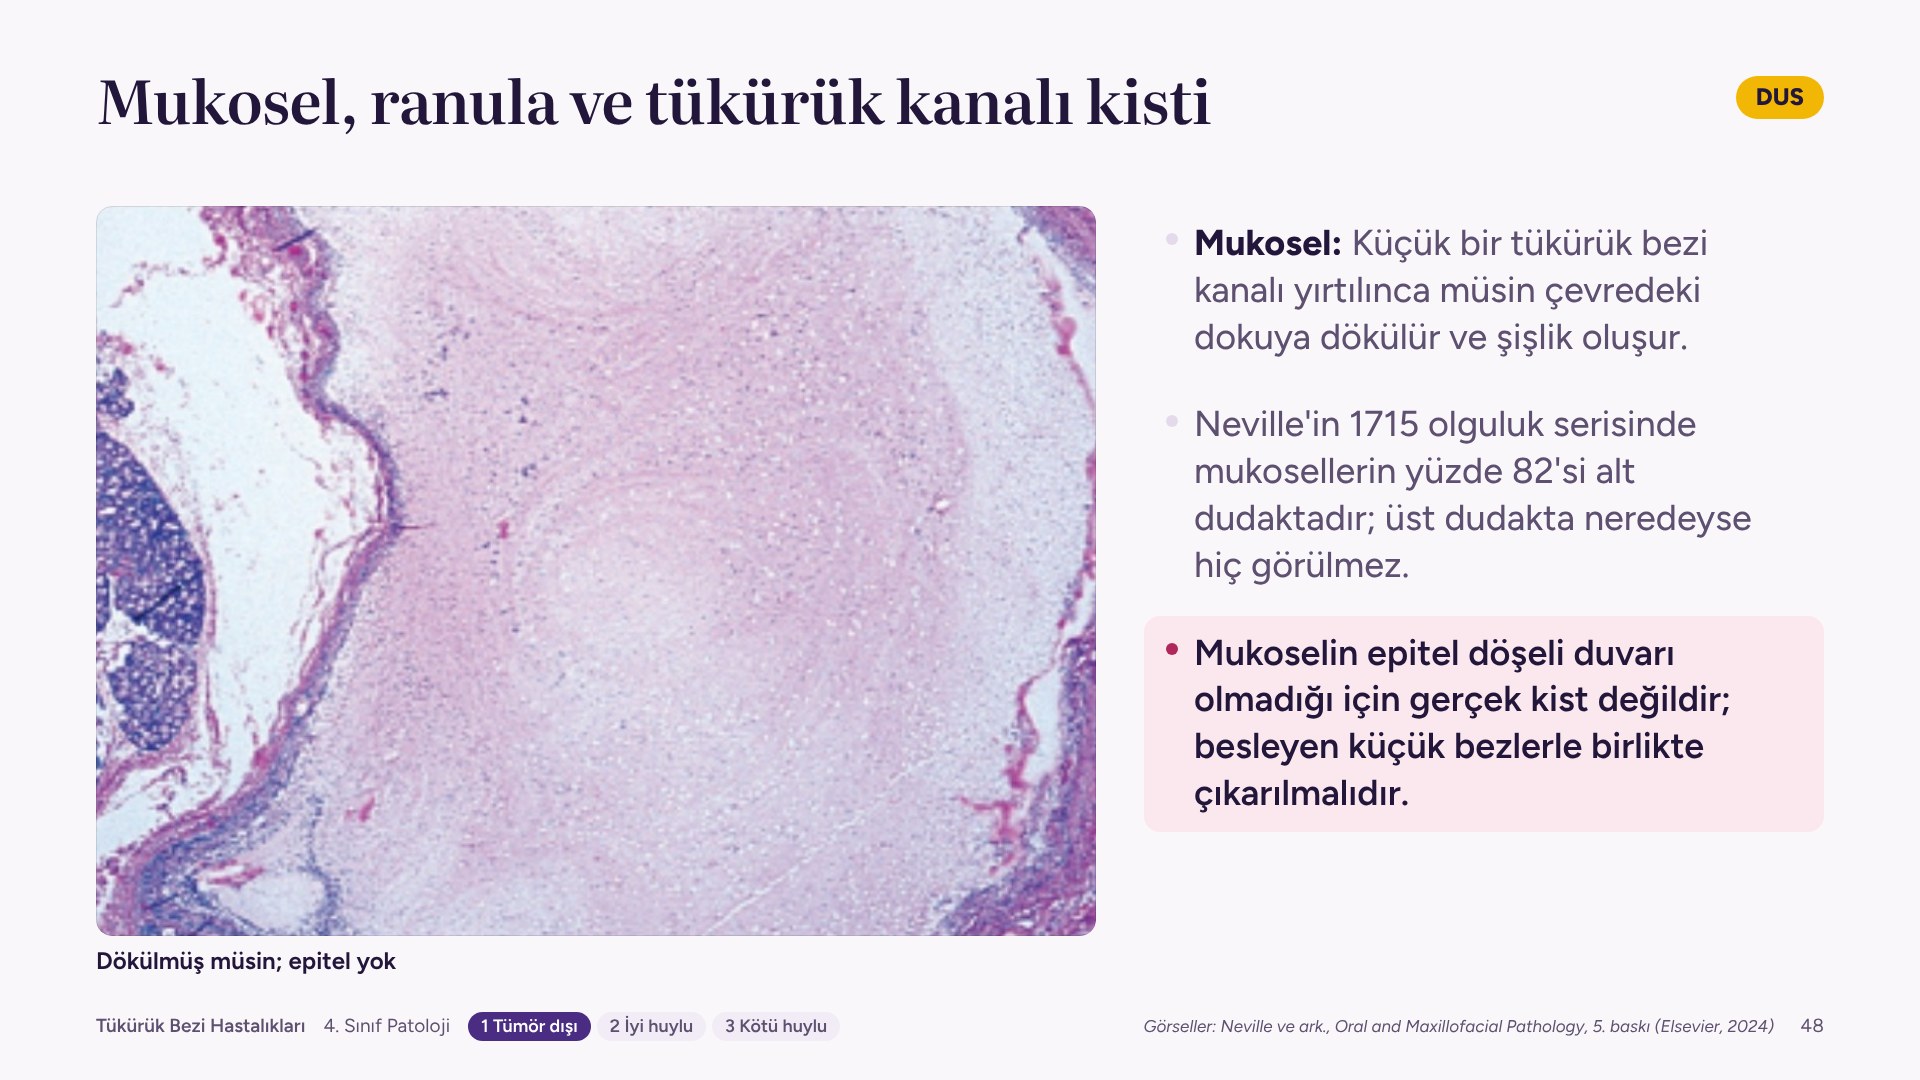 Mukosel, ranula ve tükürük kanalı kisti
DUS
Mukosel: Küçük bir tükürük bezi
kanalı yırtılınca müsin çevredeki
dokuya dökülür ve şişlik oluşur.
Neville'in 1715 olguluk serisinde
mukosellerin yüzde 82'si alt
dudaktadır; üst dudakta neredeyse
hiç görülmez.
Mukoselin epitel döşeli duvarı
olmadığı için gerçek kist değildir;
besleyen küçük bezlerle birlikte
çıkarılmalıdır.
Dökülmüş müsin; epitel yok
Tükürük Bezi Hastalıkları 4. Sınıf Patoloji 1 Tümör dışı 2 İyi huylu 3 Kötü huylu
Görseller: Neville ve ark., Oral and Maxillofacial Pathology, 5. baskı (Elsevier, 2024) 48